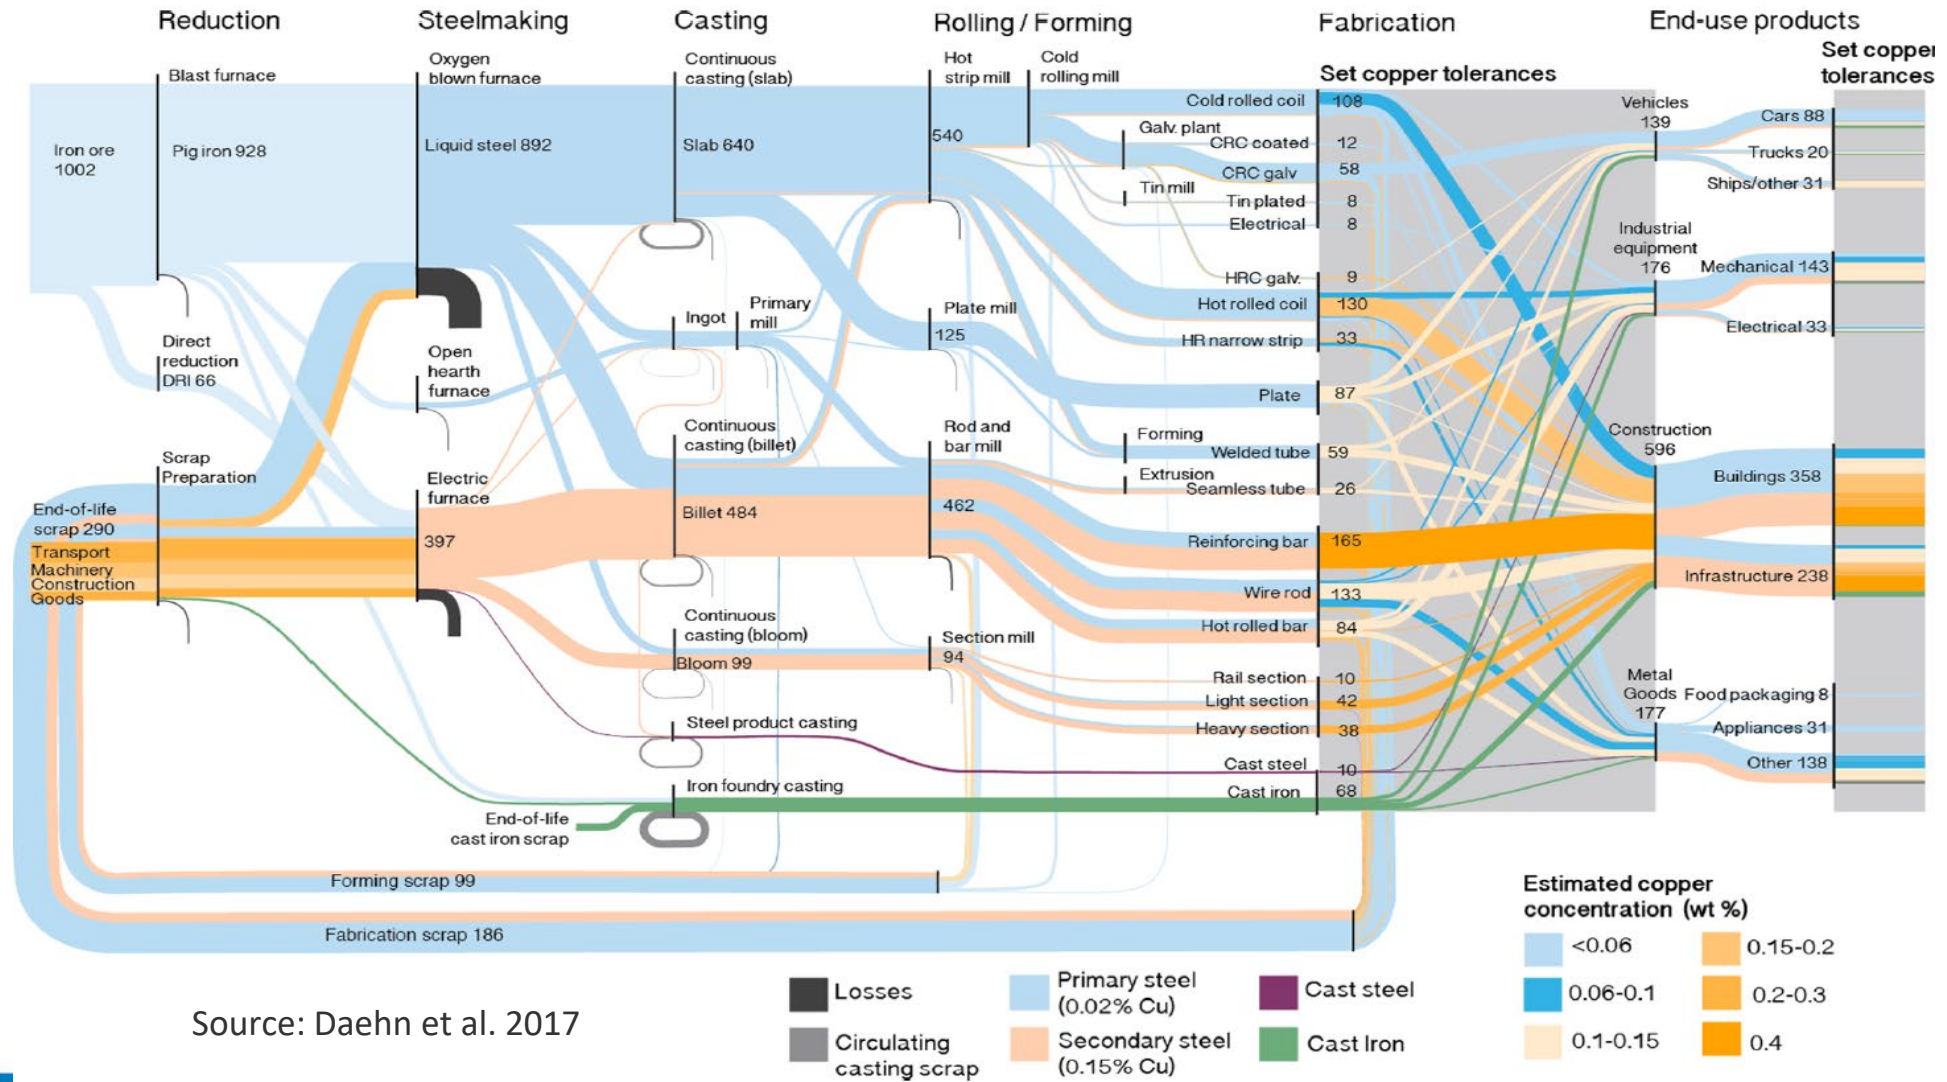 Reduction
Steelmaking
Casting
Rolling / Forming
Fabrication
End-use products
Set copper
tolerances
Set copper tolerances
Blast furnace
Oxygen
blown furnace
Continuous
casting (slab)
Hot
strip mill
Cold
rolling mill
Iron ore
1002
Pig iron 928
Liquid steel 892
Slab 640
540
Direct
reduction
DRI 66
Open
hearth
furnace
Ingot
Primary
mill
Plate mill
125
Scrap
Preparation
Electric
furnace
397
Continuous
casting (billet)
Billet 484
Rod and
bar mill
462
End-of-life
scrap 290
Transport
Machinery
Construction
Goods
Continuous
casting (bloom)
Bloom 99
Section mill
94
Steel product casting
Iron foundry casting
End-of-life
cast iron scrap
Galv. plant
Tin mill
Forming
Extrusion
Cold rolled coil 108
CRC coated 12
CRC galv 58
Tin plated 8
Electrical 8
HRC galv. 9
Hot rolled coil 130
HR narrow strip 33
Plate 87
Welded tube 59
Seamless tube 26
Reinforcing bar 165
Wire rod 133
Hot rolled bar 84
Rail section 10
Light section 42
Heavy section 38
Cast steel 10
Cast iron 68
Vehicles
139
Cars 88
Trucks 20
Ships/other 31
Industrial
equipment
176
Mechanical 143
Electrical 33
Construction
596
Buildings 358
Infrastructure 238
Metal
Goods
177
Food packaging 8
Appliances 31
Other 138
Forming scrap 99
Fabrication scrap 186
Source: Daehn et al. 2017
Losses
Circulating
casting scrap
Primary steel
(0.02% Cu)
Secondary steel
(0.15% Cu)
Cast steel
Cast Iron
Estimated copper
concentration (wt %)
<0.06
0.06-0.1
0.1-0.15
0.15-0.2
0.2-0.3
0.4